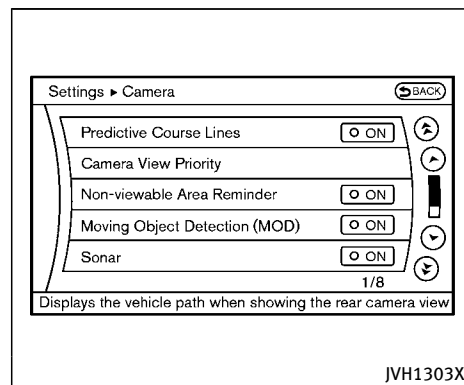 Settings ▸ Camera BACK
Predictive Course Lines ON
Camera View Priority
Non-viewable Area Reminder ON
Moving Object Detection (MOD) ON
Sonar ON
1/8
Displays the vehicle path when showing the rear camera view
JVH1303X